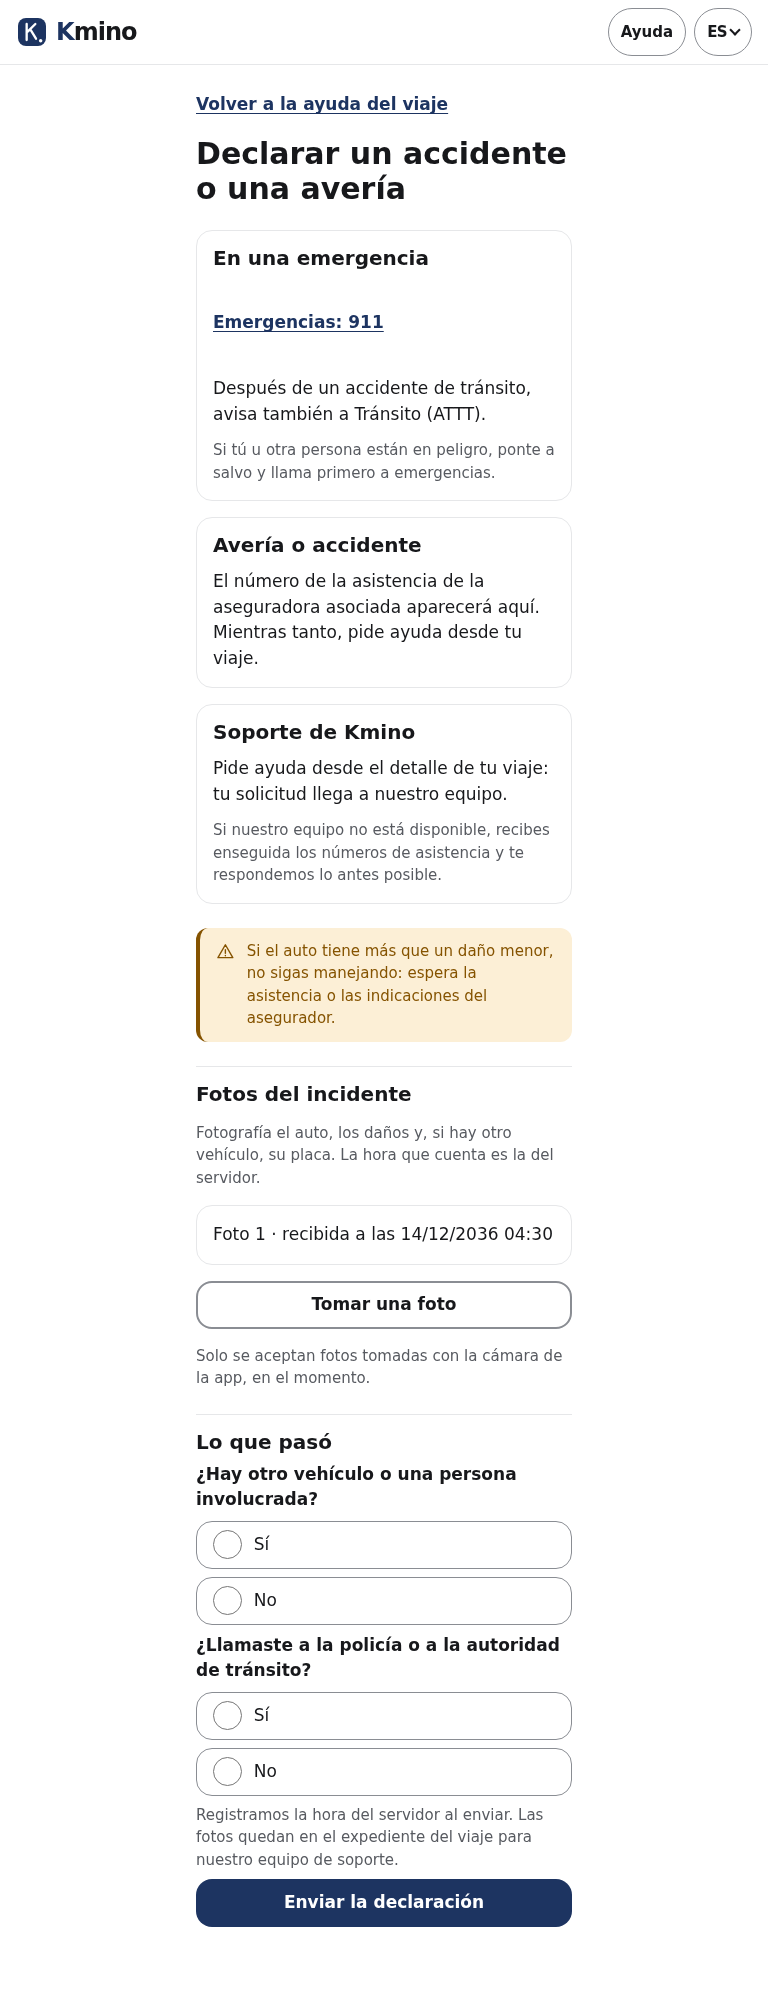 Kmino
Ayuda
ES
Volver a la ayuda del viaje
Declarar un accidente
o una avería
En una emergencia
Emergencias: 911
Después de un accidente de tránsito,
avisa también a Tránsito (ATTT).
Si tú u otra persona están en peligro, ponte a
salvo y llama primero a emergencias.
Avería o accidente
El número de la asistencia de la
aseguradora asociada aparecerá aquí.
Mientras tanto, pide ayuda desde tu
viaje.
Soporte de Kmino
Pide ayuda desde el detalle de tu viaje:
tu solicitud llega a nuestro equipo.
Si nuestro equipo no está disponible, recibes
enseguida los números de asistencia y te
respondemos lo antes posible.
Si el auto tiene más que un daño menor,
no sigas manejando: espera la
asistencia o las indicaciones del
asegurador.
Fotos del incidente
Fotografía el auto, los daños y, si hay otro
vehículo, su placa. La hora que cuenta es la del
servidor.
Foto 1 · recibida a las 14/12/2036 04:30
Tomar una foto
Solo se aceptan fotos tomadas con la cámara de
la app, en el momento.
Lo que pasó
¿Hay otro vehículo o una persona
involucrada?
Sí
No
¿Llamaste a la policía o a la autoridad
de tránsito?
Sí
No
Registramos la hora del servidor al enviar. Las
fotos quedan en el expediente del viaje para
nuestro equipo de soporte.
Enviar la declaración